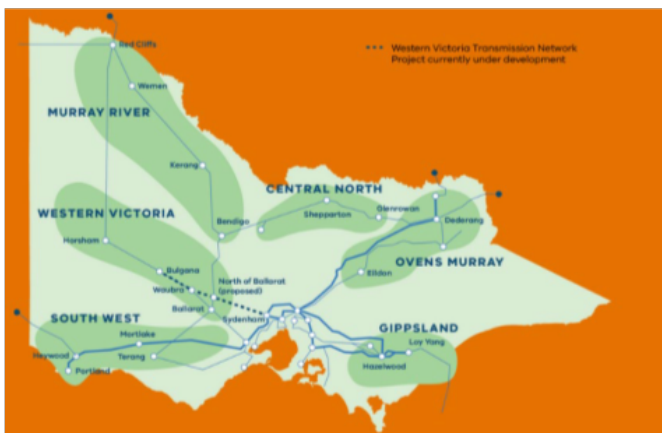 Red Cliffs
Western Victoria Transmission Network
Project currently under development
Wemen
MURRAY RIVER
Kerang
CENTRAL NORTH
Glenrowan
Shepparton
WESTERN VICTORIA
Bendigo
Dederang
Horsham
OVENS MURRAY
Bulgana
Eildon
North of Ballarat
(proposed)
Waubra
Ballarat
Sydenham
SOUTH WEST
GIPPSLAND
Mortlake
Loy Yang
Heywood
Terang
Hazelwood
Portland